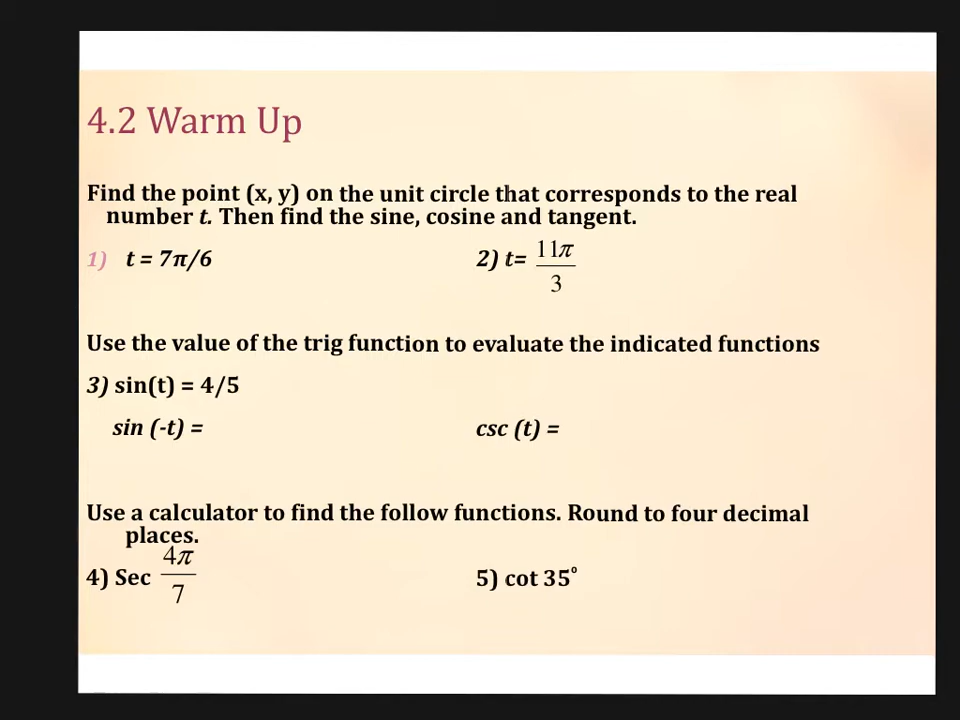 4.2 Warm Up
Find the point (x, y) on the unit circle that corresponds to the real
number t. Then find the sine, cosine and tangent.
1) t = 7π/6 2) t= 11π/3
Use the value of the trig function to evaluate the indicated functions
3) sin(t) = 4/5
sin (-t) = csc (t) =
Use a calculator to find the follow functions. Round to four decimal
places.
4) Sec 4π/7 5) cot 35°